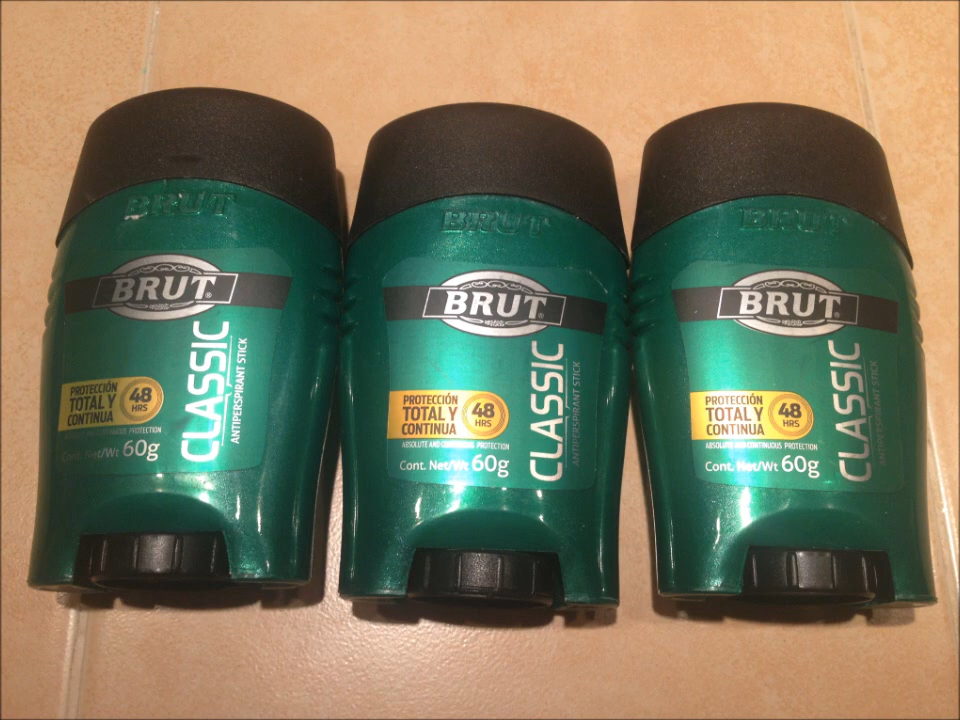 BRUT
BRUT®
CLASSIC
ANTIPERSPIRANT STICK
PROTECCIÓN
TOTAL Y
CONTINUA
48
HRS
PROTECTION
Cont. Net/Wt 60g
BRUT
BRUT®
CLASSIC
ANTIPERSPIRANT STICK
PROTECCIÓN
TOTAL Y
CONTINUA
48
HRS
ABSOLUTE AND CONTINUOUS PROTECTION
Cont. Net/Wt 60g
BRUT
BRUT®
CLASSIC
ANTIPERSPIRANT STICK
PROTECCIÓN
TOTAL Y
CONTINUA
48
HRS
ABSOLUTE AND CONTINUOUS PROTECTION
Cont. Net/Wt 60g